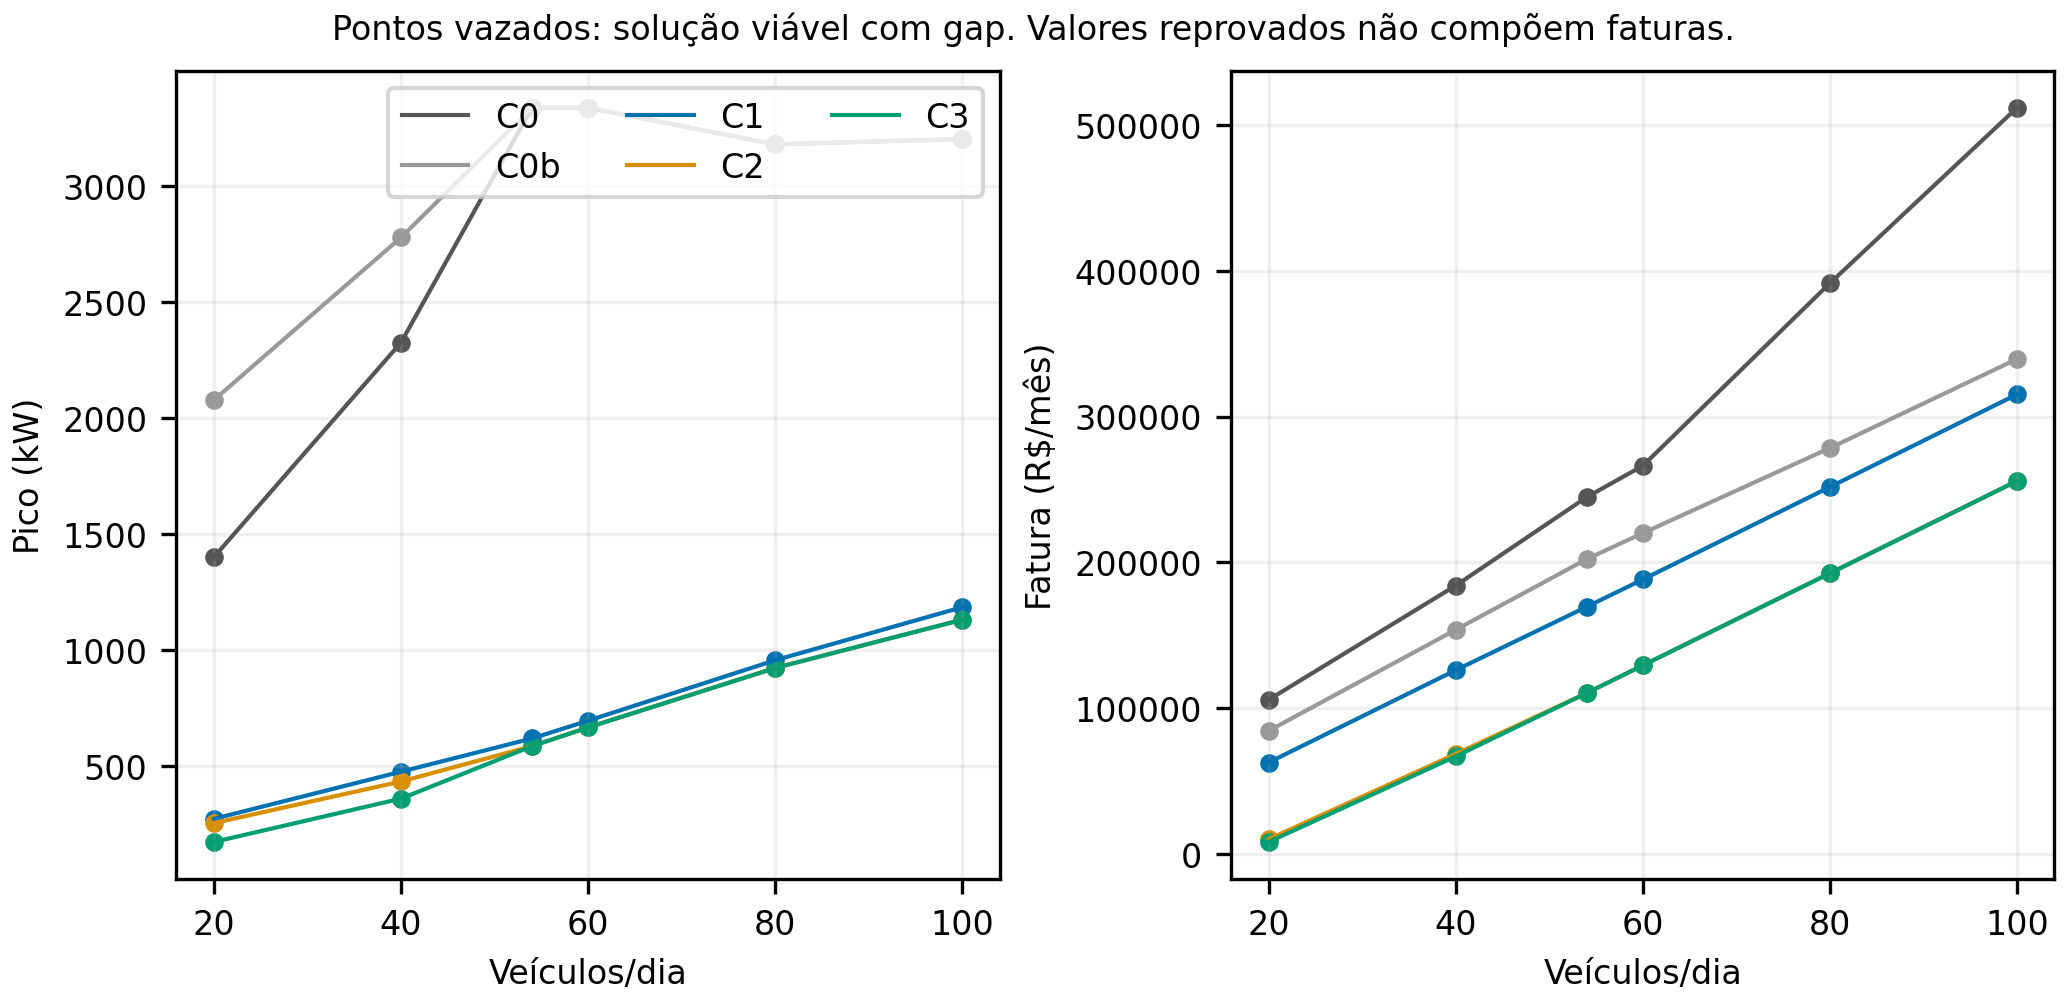 Pontos vazados: solução viável com gap. Valores reprovados não compõem faturas.
C0
C1
C3
C0b
C2
Pico (kW)
3000
2500
2000
1500
1000
500
20
40
60
80
100
Veículos/dia
Fatura (R$/mês)
500000
400000
300000
200000
100000
0
20
40
60
80
100
Veículos/dia